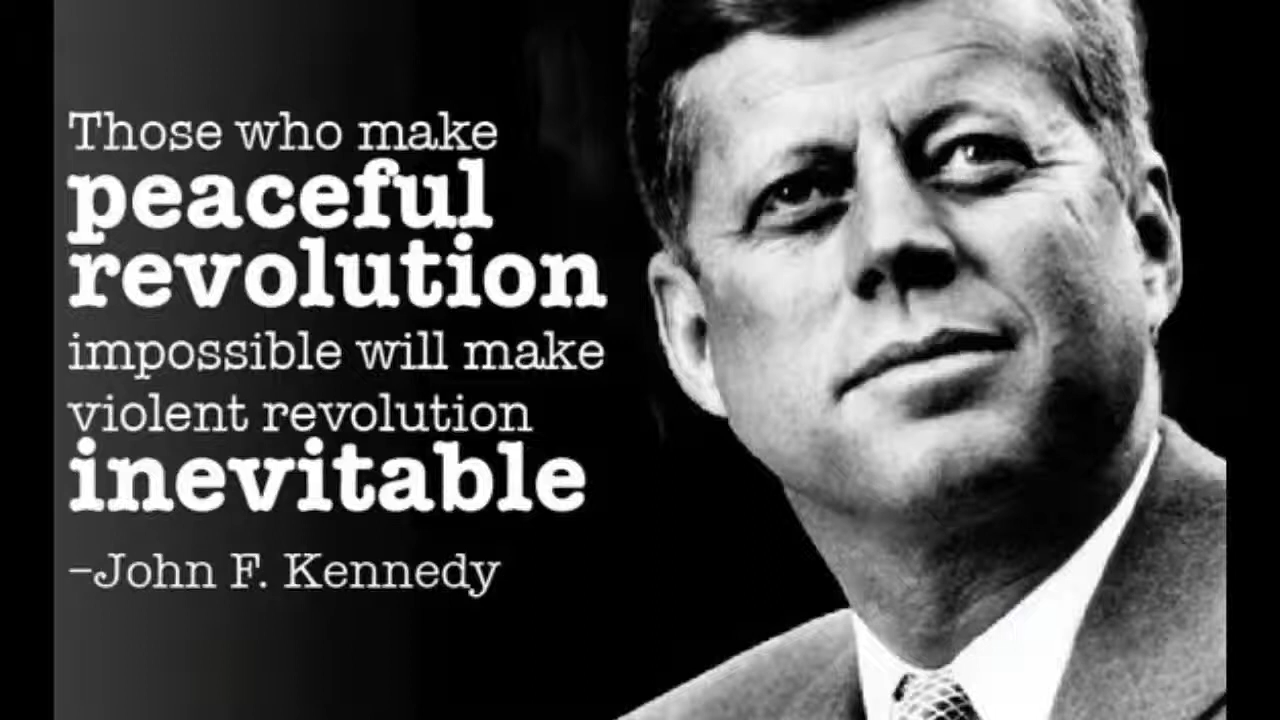 Those who make
peaceful
revolution
impossible will make
violent revolution
inevitable
–John F. Kennedy